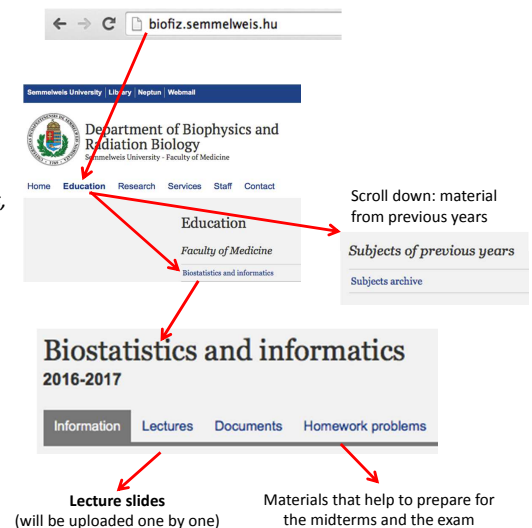 biofiz.semmelweis.hu
Semmelweis University | Library | Neptun | Webmail
Department of Biophysics and
Radiation Biology
Semmelweis University - Faculty of Medicine
Home Education Research Services Staff Contact
Education
Faculty of Medicine
Biostatistics and informatics
Scroll down: material
from previous years
Subjects of previous years
Subjects archive
Biostatistics and informatics
2016-2017
Information Lectures Documents Homework problems
Lecture slides
(will be uploaded one by one)
Materials that help to prepare for
the midterms and the exam